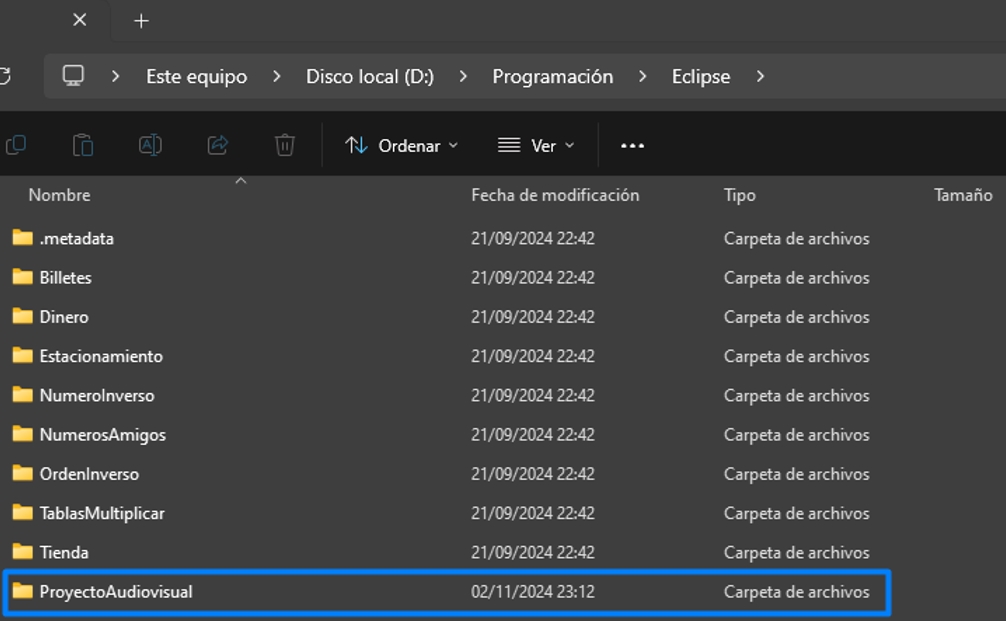 Este equipo > Disco local (D:) > Programación > Eclipse >
Ordenar Ver
Nombre Fecha de modificación Tipo Tamaño
.metadata 21/09/2024 22:42 Carpeta de archivos
Billetes 21/09/2024 22:42 Carpeta de archivos
Dinero 21/09/2024 22:42 Carpeta de archivos
Estacionamiento 21/09/2024 22:42 Carpeta de archivos
NumeroInverso 21/09/2024 22:42 Carpeta de archivos
NumerosAmigos 21/09/2024 22:42 Carpeta de archivos
OrdenInverso 21/09/2024 22:42 Carpeta de archivos
TablasMultiplicar 21/09/2024 22:42 Carpeta de archivos
Tienda 21/09/2024 22:42 Carpeta de archivos
ProyectoAudiovisual 02/11/2024 23:12 Carpeta de archivos